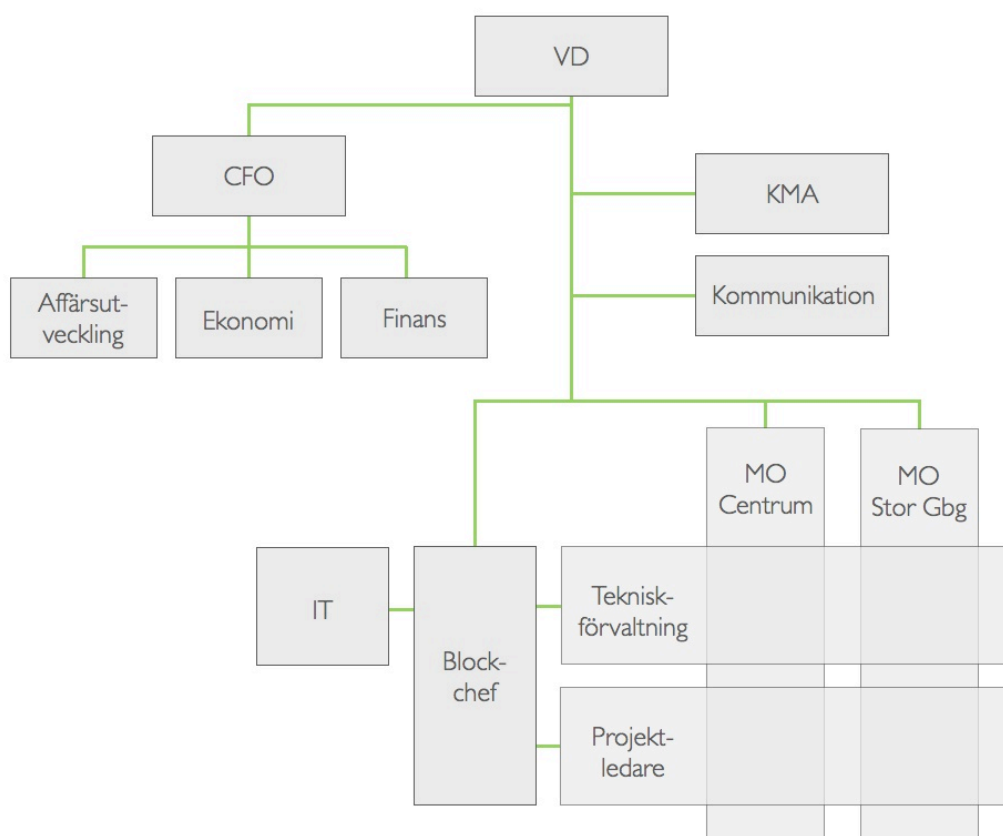 VD
CFO
KMA
Affärsut-
veckling
Ekonomi
Finans
Kommunikation
MO
Centrum
MO
Stor Gbg
IT
Block-
chef
Teknisk-
förvaltning
Projekt-
ledare